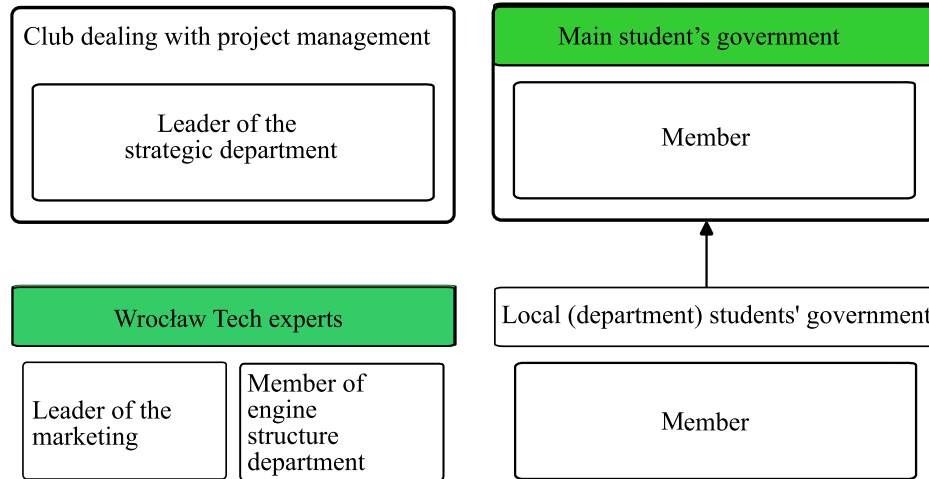 Club dealing with project management
Leader of the
strategic department
Main student’s government
Member
Wrocław Tech experts
Leader of the
marketing
Member of
engine
structure
department
Local (department) students' government
Member